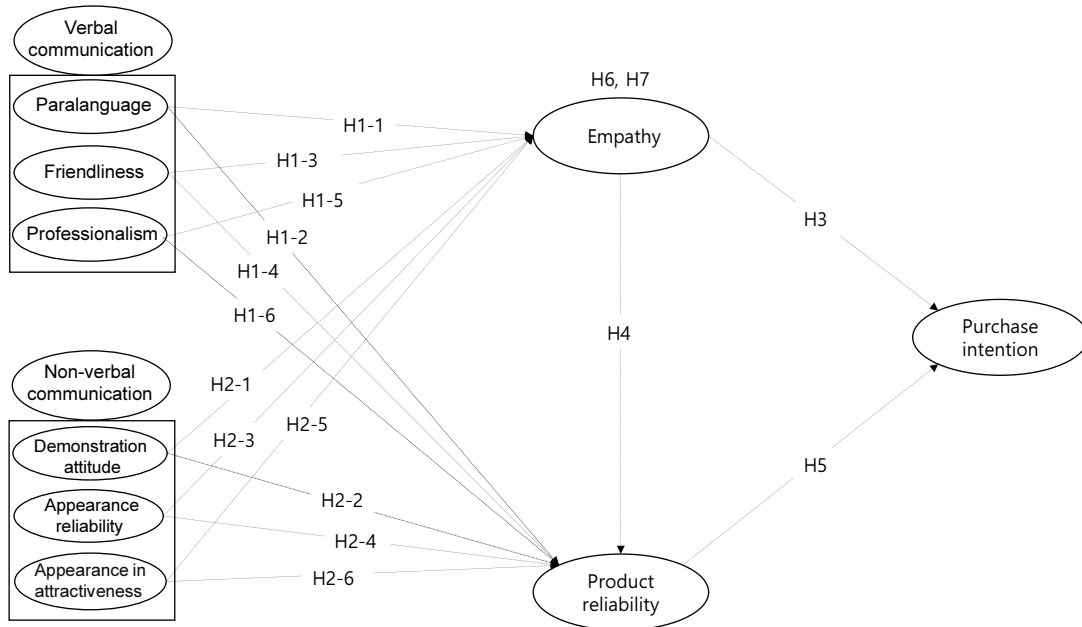 Verbal
communication
Paralanguage
Friendliness
Professionalism
H1-1
H1-3
H1-5
H1-2
H1-4
H1-6
H6, H7
Empathy
H3
H4
Purchase
intention
Non-verbal
communication
Demonstration
attitude
Appearance
reliability
Appearance in
attractiveness
H2-1
H2-3
H2-5
H2-2
H2-4
H2-6
H5
Product
reliability